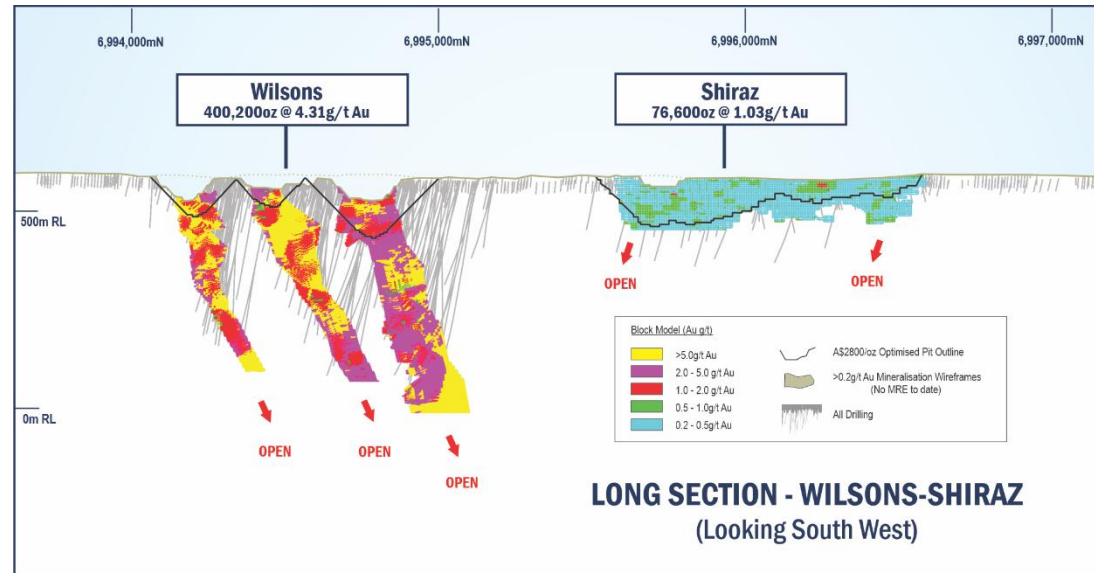 6,994,000mN
6,995,000mN
6,996,000mN
6,997,000mN
Wilsons
400,200oz @ 4.31g/t Au
Shiraz
76,600oz @ 1.03g/t Au
500m RL
0m RL
OPEN
OPEN
OPEN
OPEN
OPEN
Block Model (Au g/t)
>5.0g/t Au
2.0 - 5.0 g/t Au
1.0 - 2.0 g/t Au
0.5 - 1.0g/t Au
0.2 - 0.5g/t Au
A$2800/oz Optimised Pit Outline
>0.2g/t Au Mineralisation Wireframes
(No MRE to date)
All Drilling
LONG SECTION - WILSONS-SHIRAZ
(Looking South West)